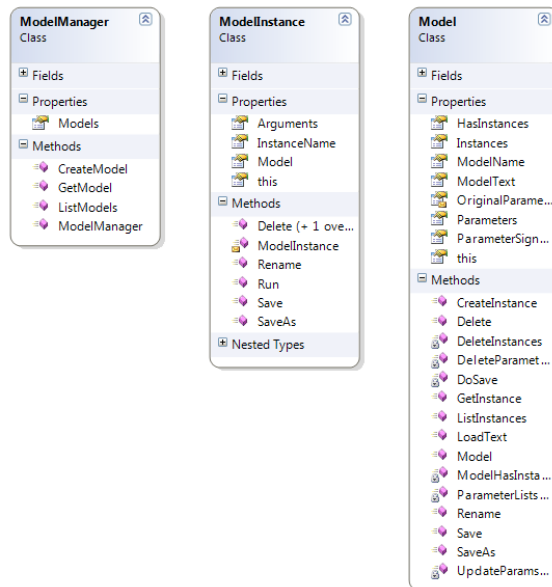 ModelManager
Class
Fields
Properties
Models
Methods
CreateModel
GetModel
ListModels
ModelManager
ModelInstance
Class
Fields
Properties
Arguments
InstanceName
Model
this
Methods
Delete (+ 1 ove...
ModelInstance
Rename
Run
Save
SaveAs
Nested Types
Model
Class
Fields
Properties
HasInstances
Instances
ModelName
ModelText
OriginalParame...
Parameters
ParameterSign...
this
Methods
CreateInstance
Delete
DeleteInstances
DeleteParamet...
DoSave
GetInstance
ListInstances
LoadText
Model
ModelHasInsta...
ParameterLists...
Rename
Save
SaveAs
UpdateParams...